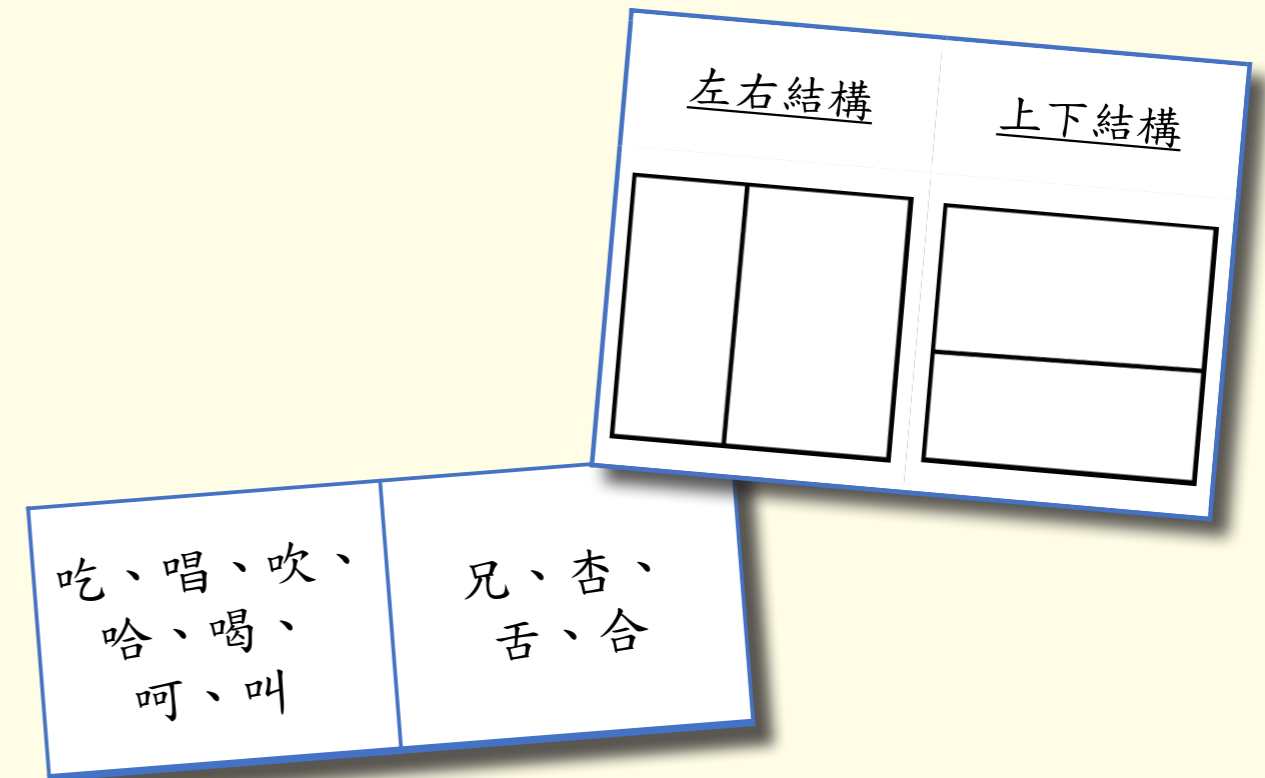 左右結構
上下結構
吃、唱、吹、
哈、喝、
呵、叫
兄、杏、
舌、合